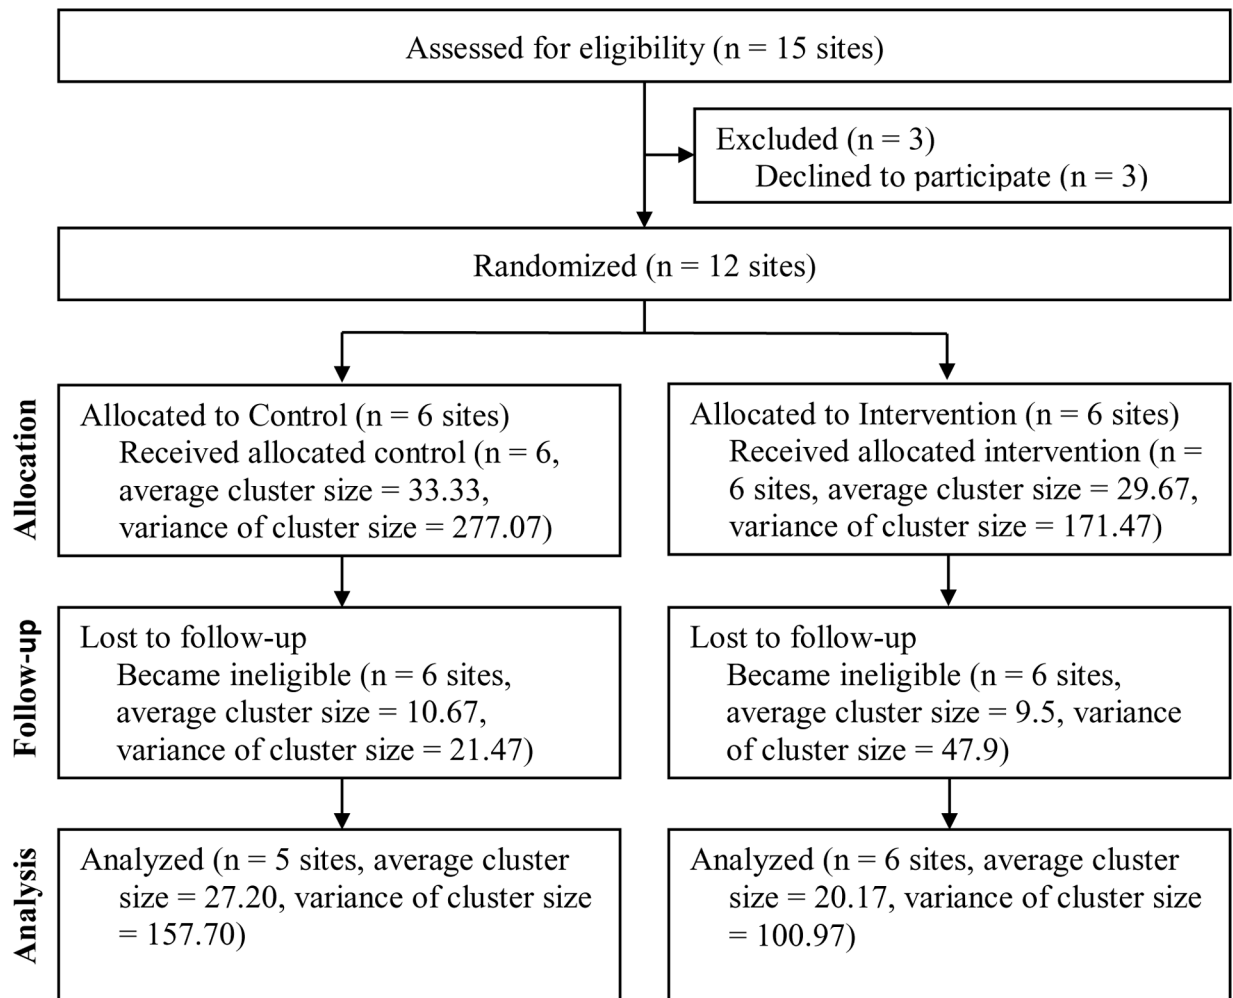 Assessed for eligibility (n = 15 sites)
Excluded (n = 3)
Declined to participate (n = 3)
Randomized (n = 12 sites)
Allocation
Allocated to Control (n = 6 sites)
Received allocated control (n = 6,
average cluster size = 33.33,
variance of cluster size = 277.07)
Allocated to Intervention (n = 6 sites)
Received allocated intervention (n =
6 sites, average cluster size = 29.67,
variance of cluster size = 171.47)
Follow-up
Lost to follow-up
Became ineligible (n = 6 sites,
average cluster size = 10.67,
variance of cluster size = 21.47)
Lost to follow-up
Became ineligible (n = 6 sites,
average cluster size = 9.5, variance
of cluster size = 47.9)
Analysis
Analyzed (n = 5 sites, average cluster
size = 27.20, variance of cluster size
= 157.70)
Analyzed (n = 6 sites, average cluster
size = 20.17, variance of cluster size
= 100.97)